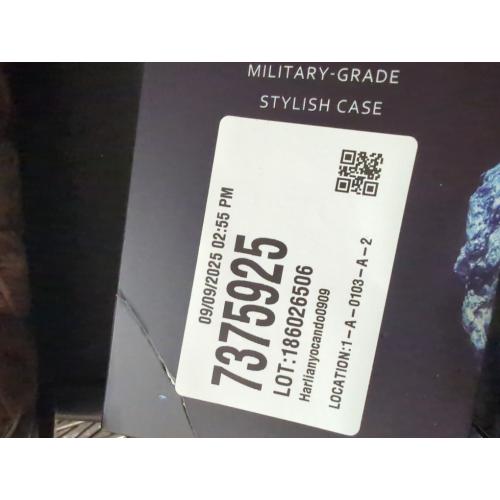 MILITARY-GRADE
STYLISH CASE
09/09/2025 02:55 PM
7375925
LOT:186026506
Harlianyocando0909
LOCATION:1-A-0103-A-2